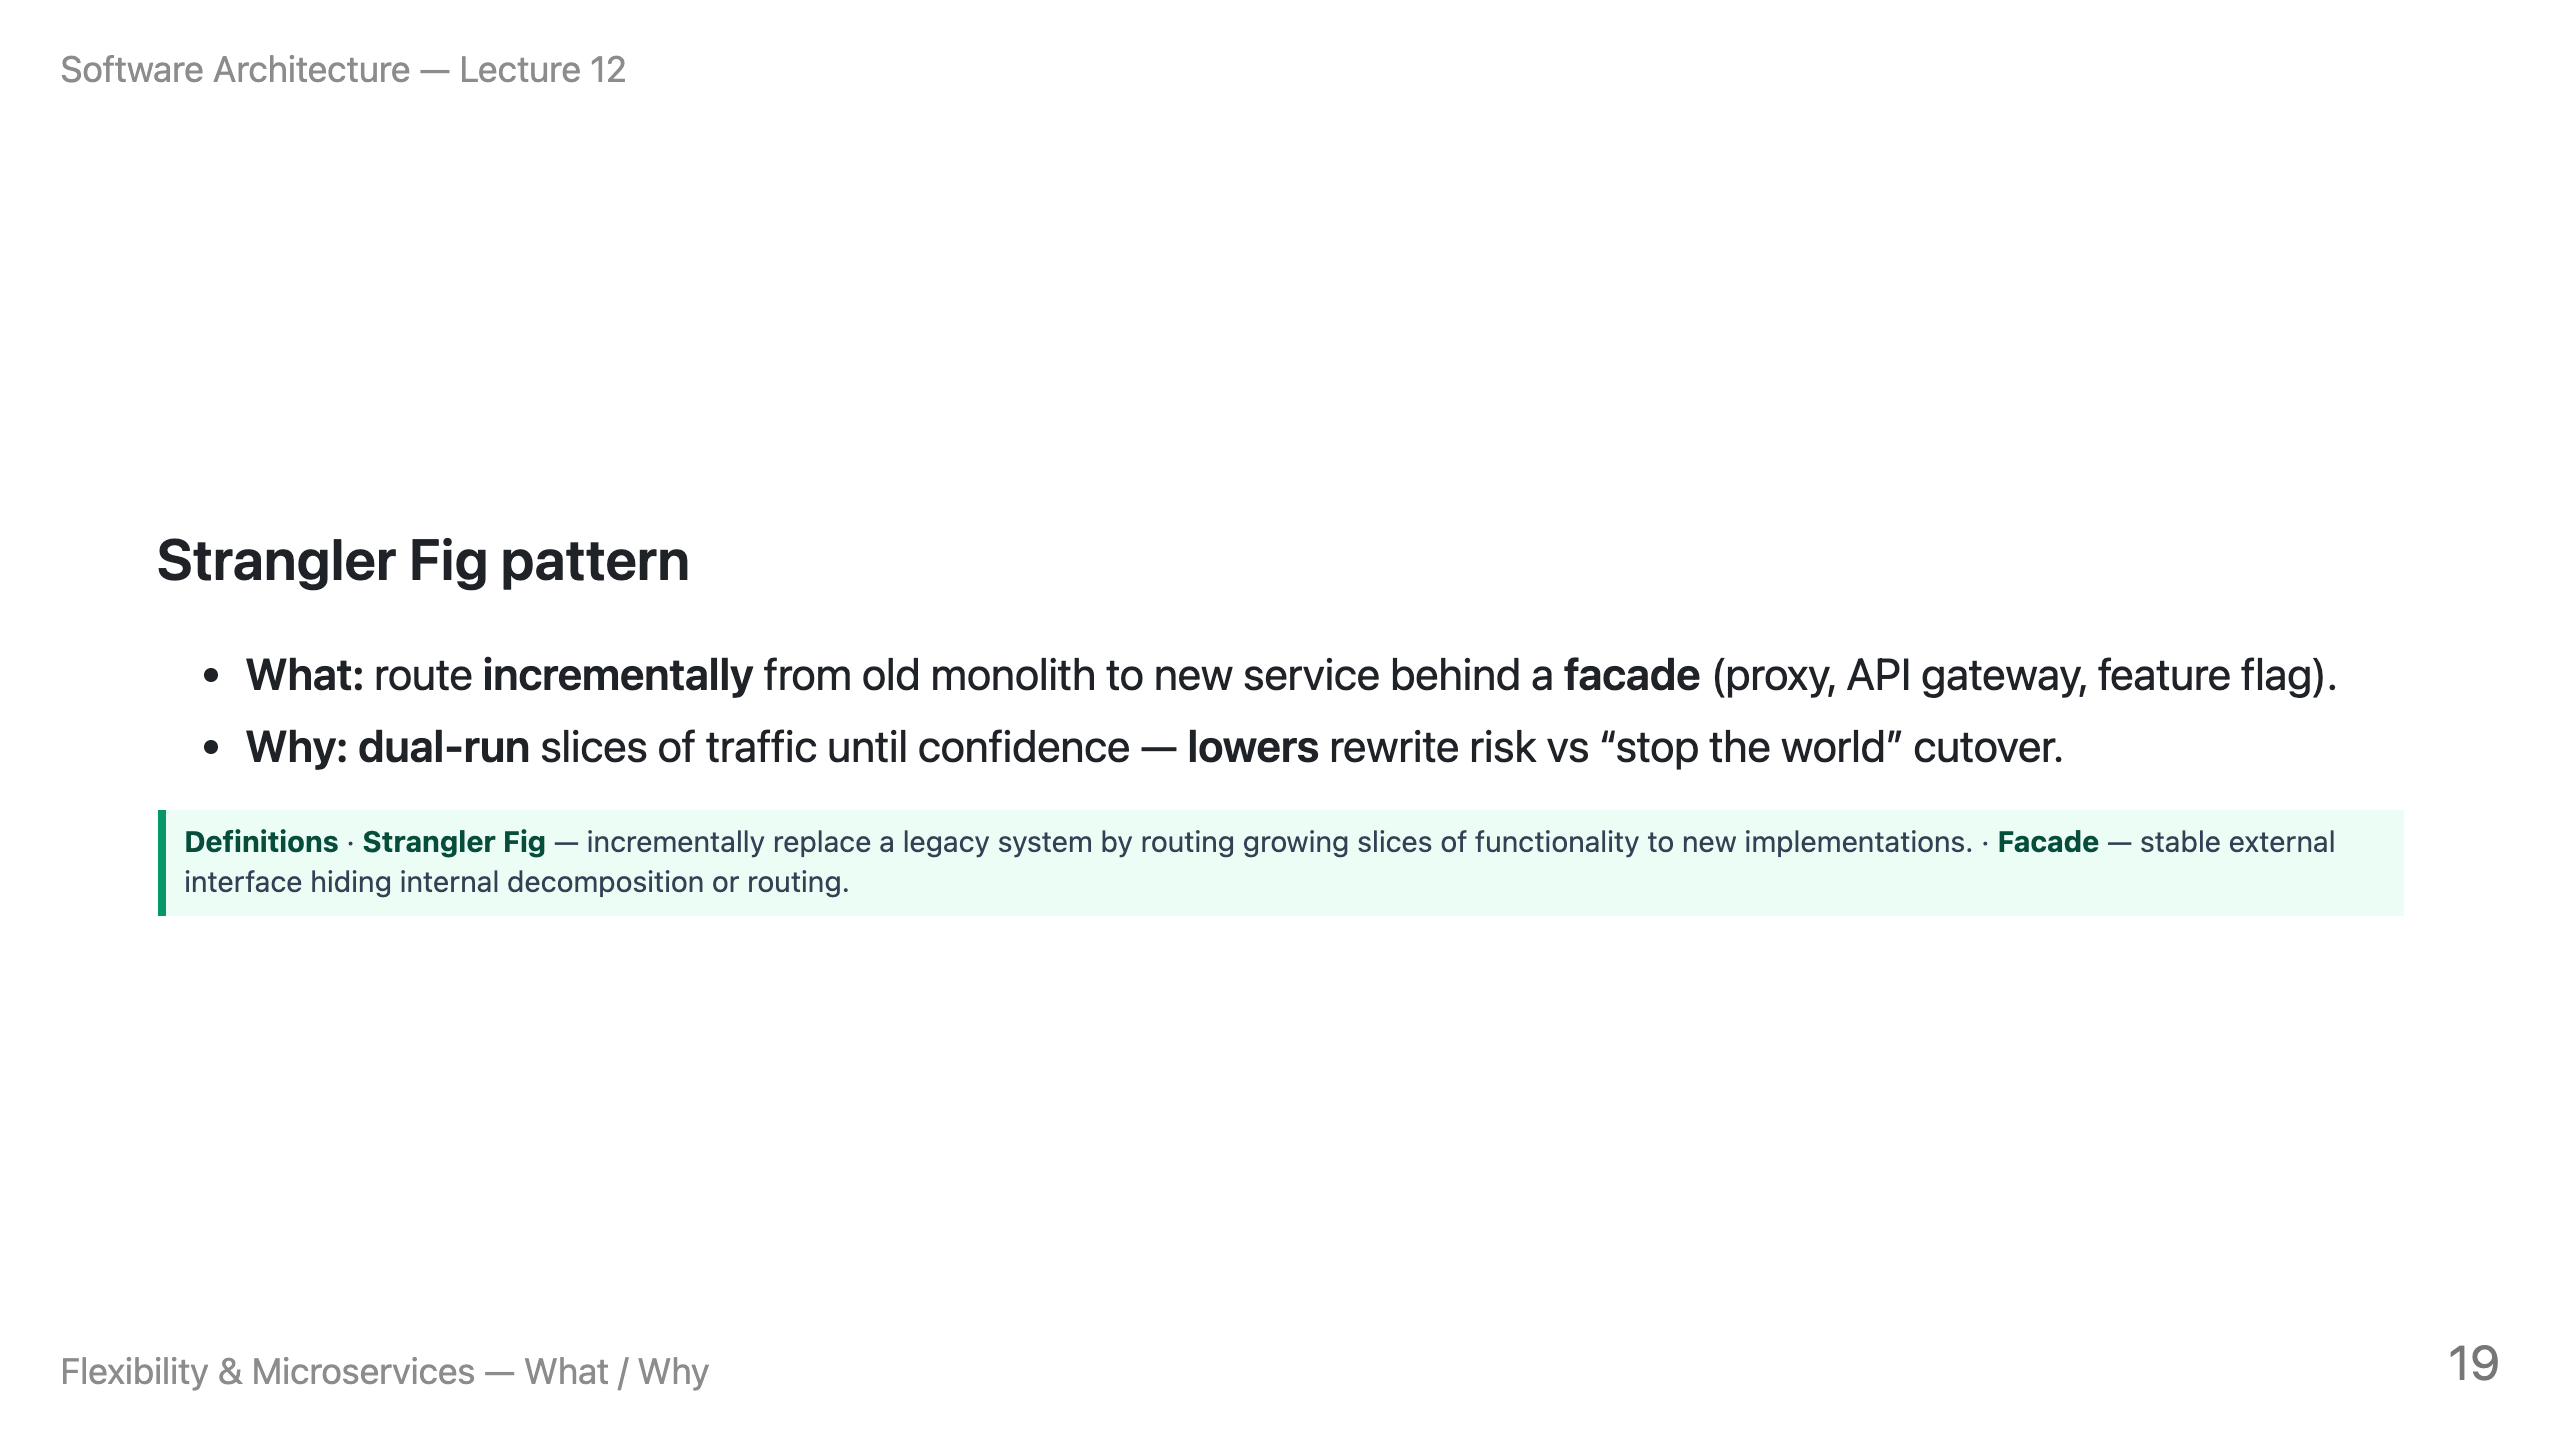 Software Architecture — Lecture 12
Strangler Fig pattern
• What: route incrementally from old monolith to new service behind a facade (proxy, API gateway, feature flag).
• Why: dual-run slices of traffic until confidence — lowers rewrite risk vs “stop the world” cutover.
Definitions · Strangler Fig — incrementally replace a legacy system by routing growing slices of functionality to new implementations. · Facade — stable external
interface hiding internal decomposition or routing.
Flexibility & Microservices — What / Why
19